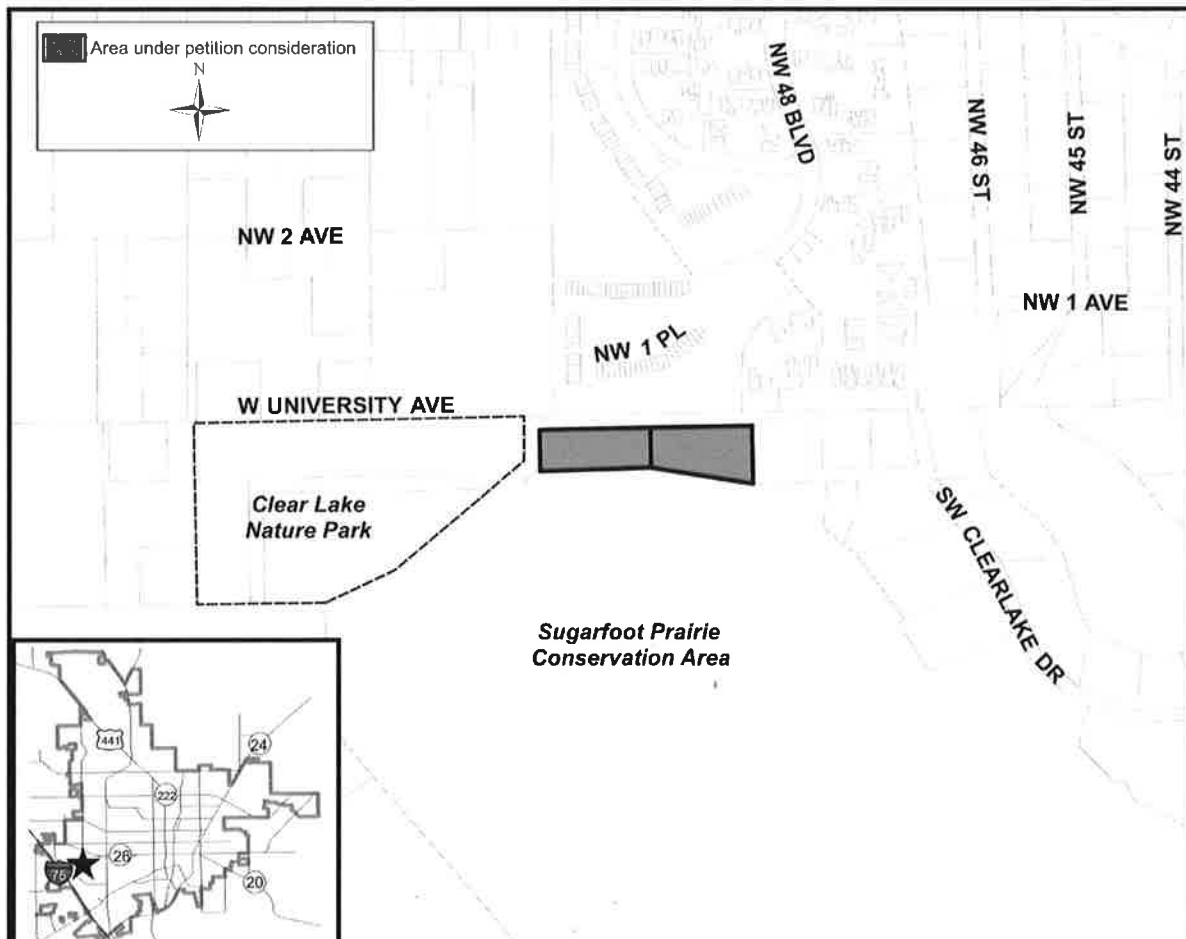 Area under petition consideration
N
NW 48 BLVD
NW 46 ST
NW 45 ST
NW 44 ST
NW 2 AVE
NW 1 AVE
NW 1 PL
W UNIVERSITY AVE
Clear Lake
Nature Park
SW CLEARLAKE DR
Sugarfoot Prairie
Conservation Area
441
24
222
26
75
20